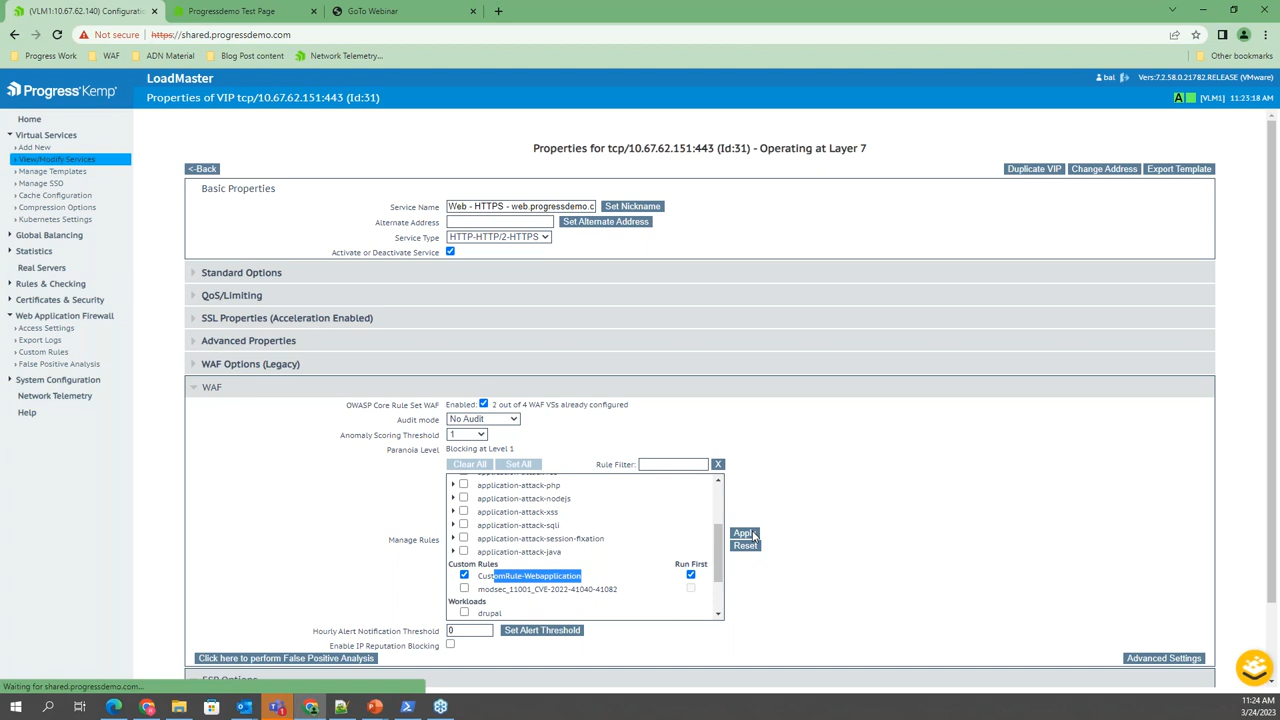 (VLM1:10.67.62.140) Configuratio
Progressdemo Test Page
GoTo Webinar
Not secure
https://shared.progressdemo.com
Progress Work
WAF
ADN Material
Blog Post content
Network Telemetry...
Other bookmarks
Progress Kemp
LoadMaster
Properties of VIP tcp/10.67.62.151:443 (Id:31)
bal
Vers:7.2.58.0.21782.RELEASE (VMware)
A
[VLM1] 11:23:18 AM
Home
Virtual Services
Add New
View/Modify Services
Manage Templates
Manage SSO
Cache Configuration
Compression Options
Kubernetes Settings
Global Balancing
Statistics
Real Servers
Rules & Checking
Certificates & Security
Web Application Firewall
Access Settings
Export Logs
Custom Rules
False Positive Analysis
System Configuration
Network Telemetry
Help
Properties for tcp/10.67.62.151:443 (Id:31) - Operating at Layer 7
<-Back
Duplicate VIP
Change Address
Export Template
Basic Properties
Service Name Web - HTTPS - web.progressdemo.c Set Nickname
Alternate Address Set Alternate Address
Service Type HTTP-HTTP/2-HTTPS
Activate or Deactivate Service
Standard Options
QoS/Limiting
SSL Properties (Acceleration Enabled)
Advanced Properties
WAF Options (Legacy)
WAF
OWASP Core Rule Set WAF Enabled: 2 out of 4 WAF VSs already configured
Audit mode No Audit
Anomaly Scoring Threshold 1
Paranoia Level Blocking at Level 1
Clear All Set All Rule Filter: X
application-attack-php
application-attack-nodejs
application-attack-xss
application-attack-sqli
application-attack-session-fixation
application-attack-java
Manage Rules
Apply
Reset
Custom Rules Run First
CustomRule-Webapplication
modsec_11001_CVE-2022-41040-41082
Workloads
drupal
Hourly Alert Notification Threshold 0 Set Alert Threshold
Enable IP Reputation Blocking
Click here to perform False Positive Analysis
Advanced Settings
ESP Options
Waiting for shared.progressdemo.com...
11:24 AM
3/24/2023